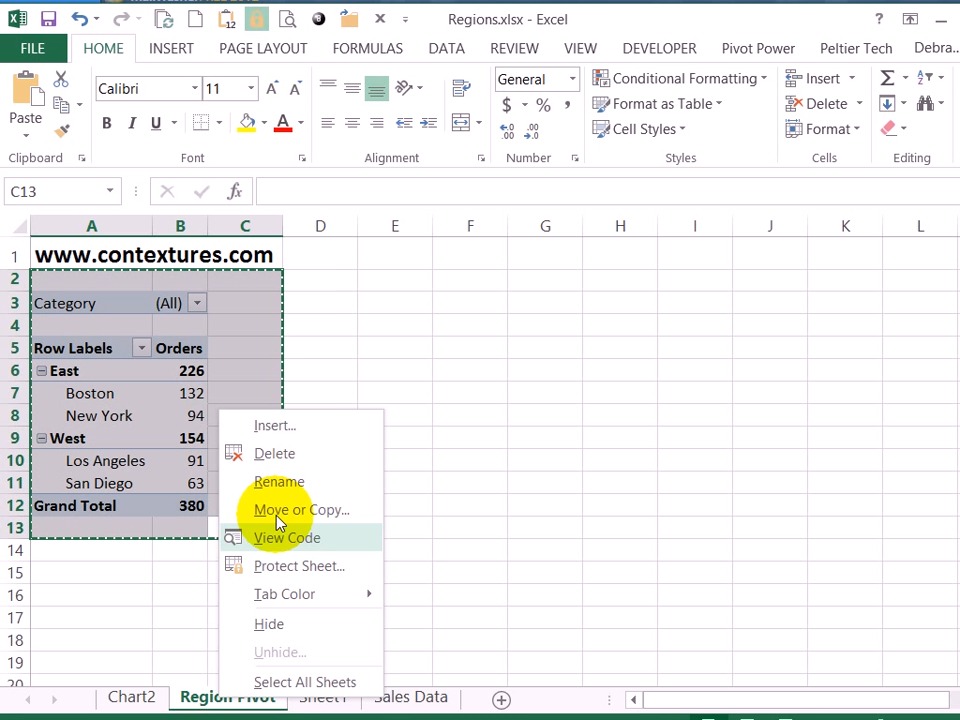 12
Regions.xlsx - Excel
?
FILE
HOME
INSERT
PAGE LAYOUT
FORMULAS
DATA
REVIEW
VIEW
DEVELOPER
Pivot Power
Peltier Tech
Debra...
Paste
Calibri
11
B I U
General
$ % ,
Conditional Formatting
Format as Table
Cell Styles
Insert
Delete
Format
Clipboard
Font
Alignment
Number
Styles
Cells
Editing
C13
fx
A B C D E F G H I J K L
1 www.contextures.com
2
3 Category (All)
4
5 Row Labels Orders
6 East 226
7 Boston 132
8 New York 94
9 West 154
10 Los Angeles 91
11 San Diego 63
12 Grand Total 380
13
14
15
16
17
18
19
20
Insert...
Delete
Rename
Move or Copy...
View Code
Protect Sheet...
Tab Color
Hide
Unhide...
Select All Sheets
Chart2
Region Pivot
Sheet1
Sales Data